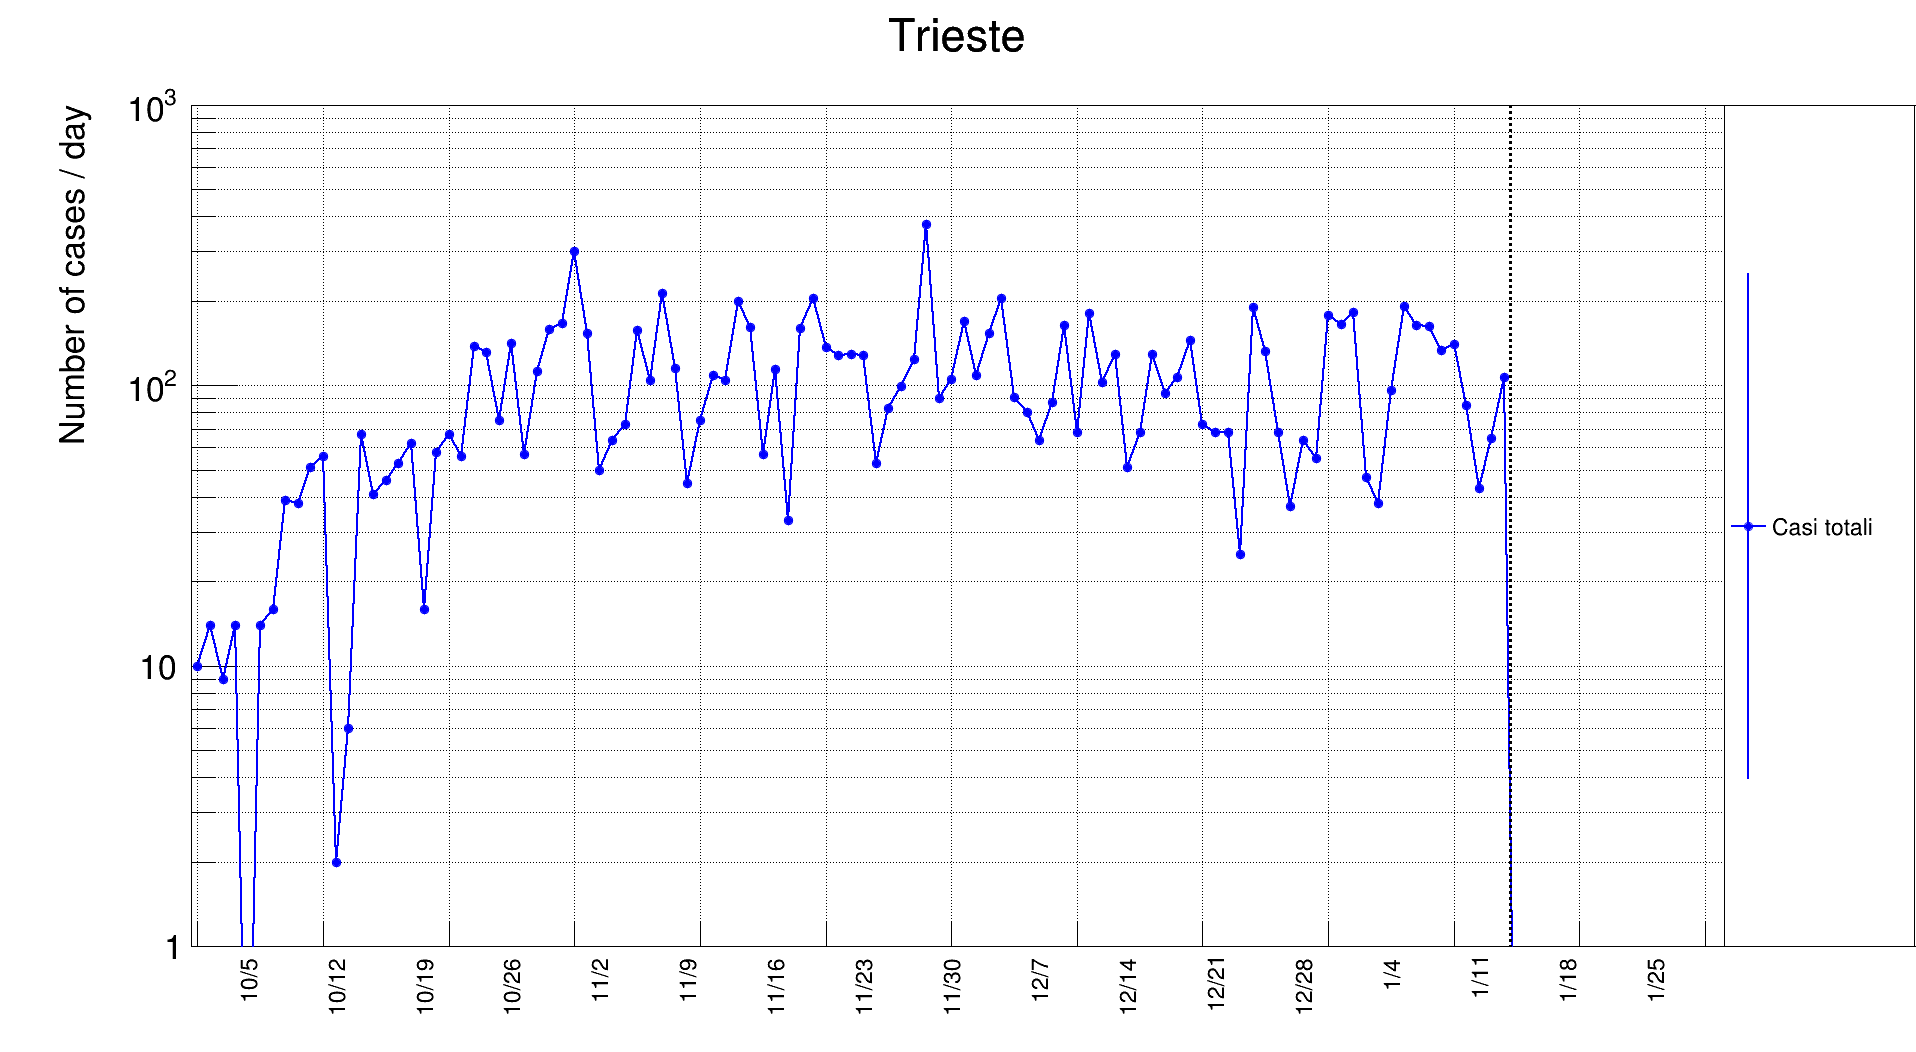 Trieste
Number of cases / day
10³
10²
10
1
10/5 10/12 10/19 10/26 11/2 11/9 11/16 11/23 11/30 12/7 12/14 12/21 12/28 1/4 1/11 1/18 1/25
Casi totali